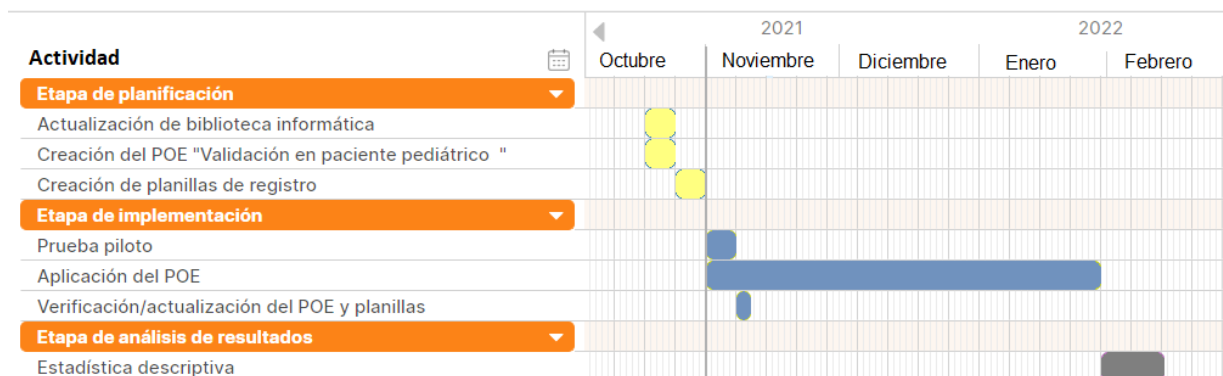 2021 2022
Actividad Octubre Noviembre Diciembre Enero Febrero
Etapa de planificación
Actualización de biblioteca informática
Creación del POE "Validación en paciente pediátrico "
Creación de planillas de registro
Etapa de implementación
Prueba piloto
Aplicación del POE
Verificación/actualización del POE y planillas
Etapa de análisis de resultados
Estadística descriptiva